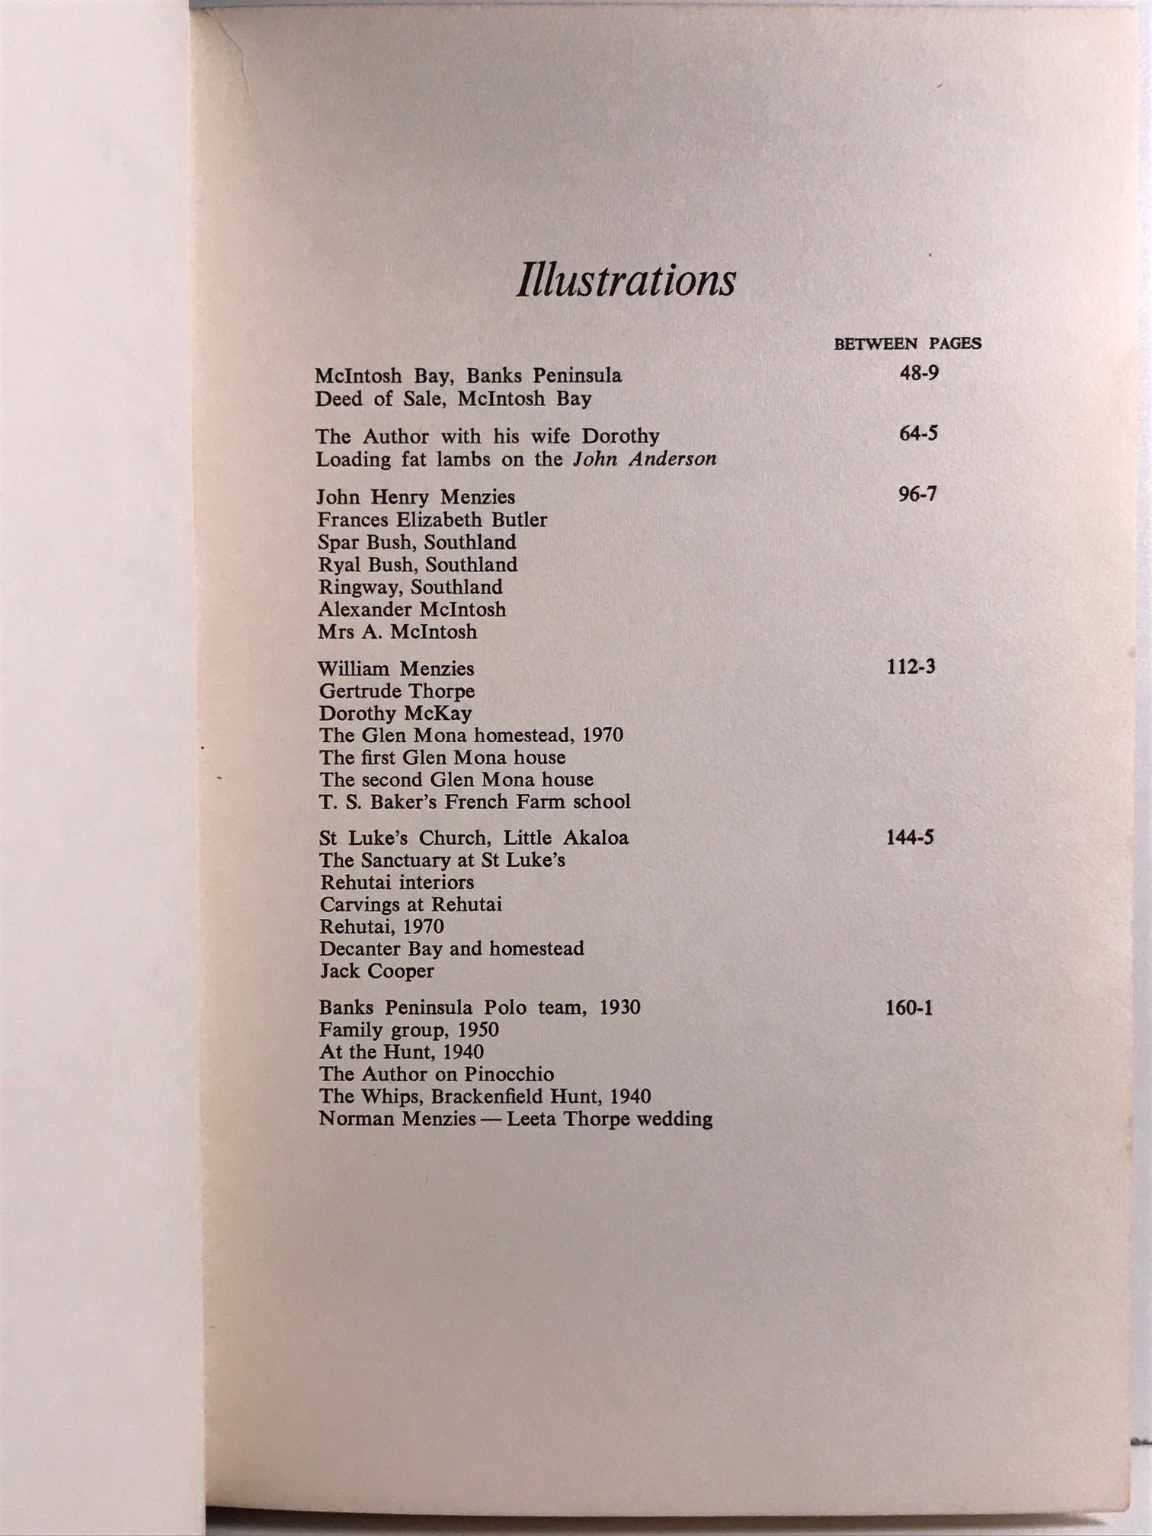 Illustrations
BETWEEN PAGES
McIntosh Bay, Banks Peninsula 48-9
Deed of Sale, McIntosh Bay
The Author with his wife Dorothy 64-5
Loading fat lambs on the John Anderson
John Henry Menzies 96-7
Frances Elizabeth Butler
Spar Bush, Southland
Ryal Bush, Southland
Ringway, Southland
Alexander McIntosh
Mrs A. McIntosh
William Menzies 112-3
Gertrude Thorpe
Dorothy McKay
The Glen Mona homestead, 1970
The first Glen Mona house
The second Glen Mona house
T. S. Baker's French Farm school
St Luke's Church, Little Akaloa 144-5
The Sanctuary at St Luke's
Rehutai interiors
Carvings at Rehutai
Rehutai, 1970
Decanter Bay and homestead
Jack Cooper
Banks Peninsula Polo team, 1930 160-1
Family group, 1950
At the Hunt, 1940
The Author on Pinocchio
The Whips, Brackenfield Hunt, 1940
Norman Menzies — Leeta Thorpe wedding